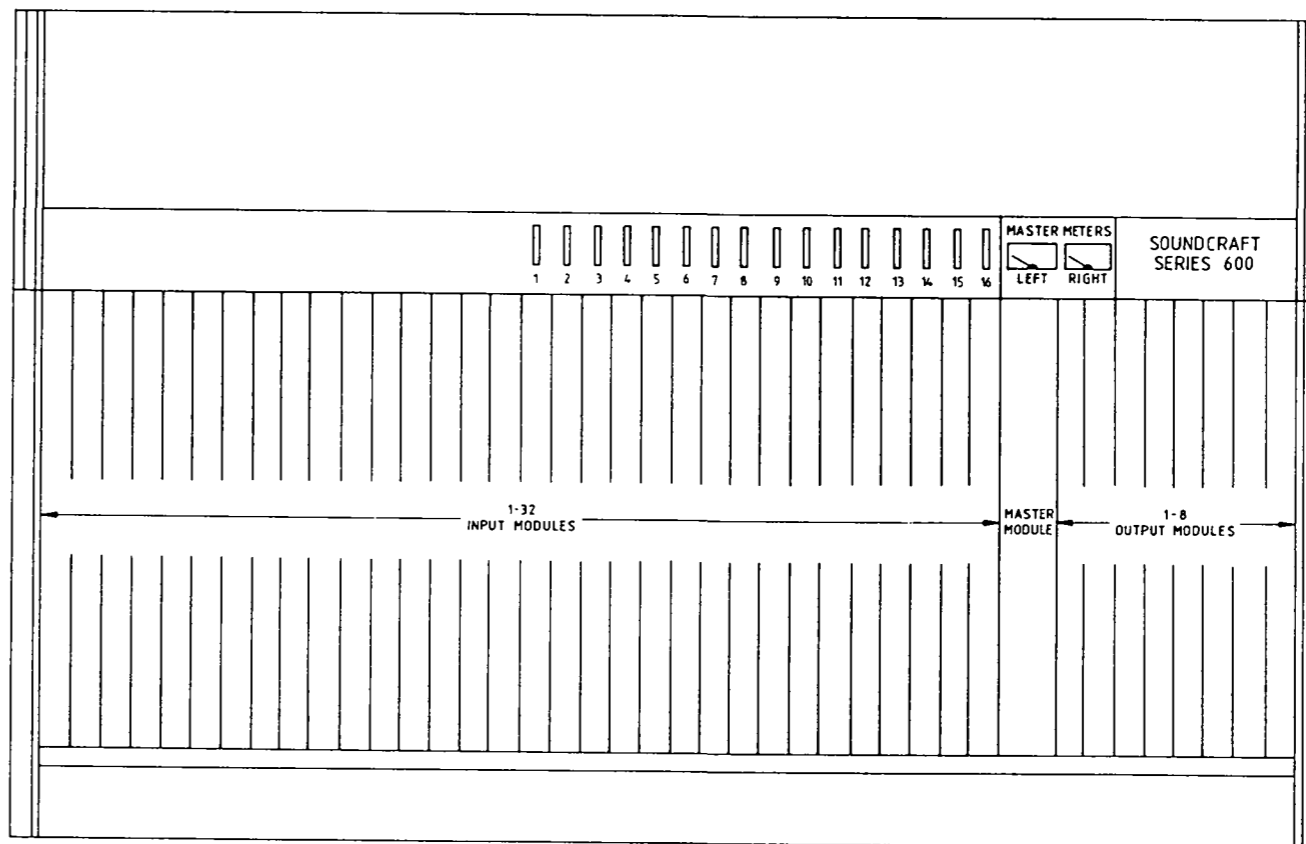 MASTER METERS
SOUNDCRAFT
SERIES 600
1 2 3 4 5 6 7 8 9 10 11 12 13 14 15 16
LEFT RIGHT
1-32
INPUT MODULES
MASTER
MODULE
1-8
OUTPUT MODULES